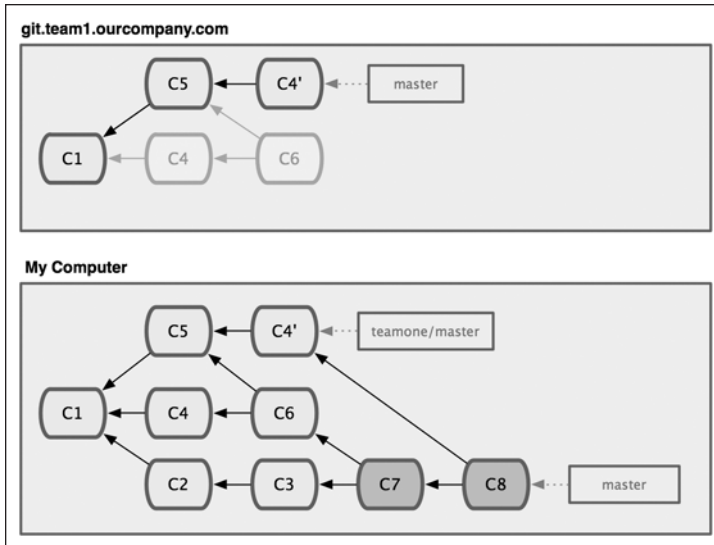 git.team1.ourcompany.com
C5 C4' master
C1 C4 C6
My Computer
C5 C4' teamone/master
C1 C4 C6
C2 C3 C7 C8 master